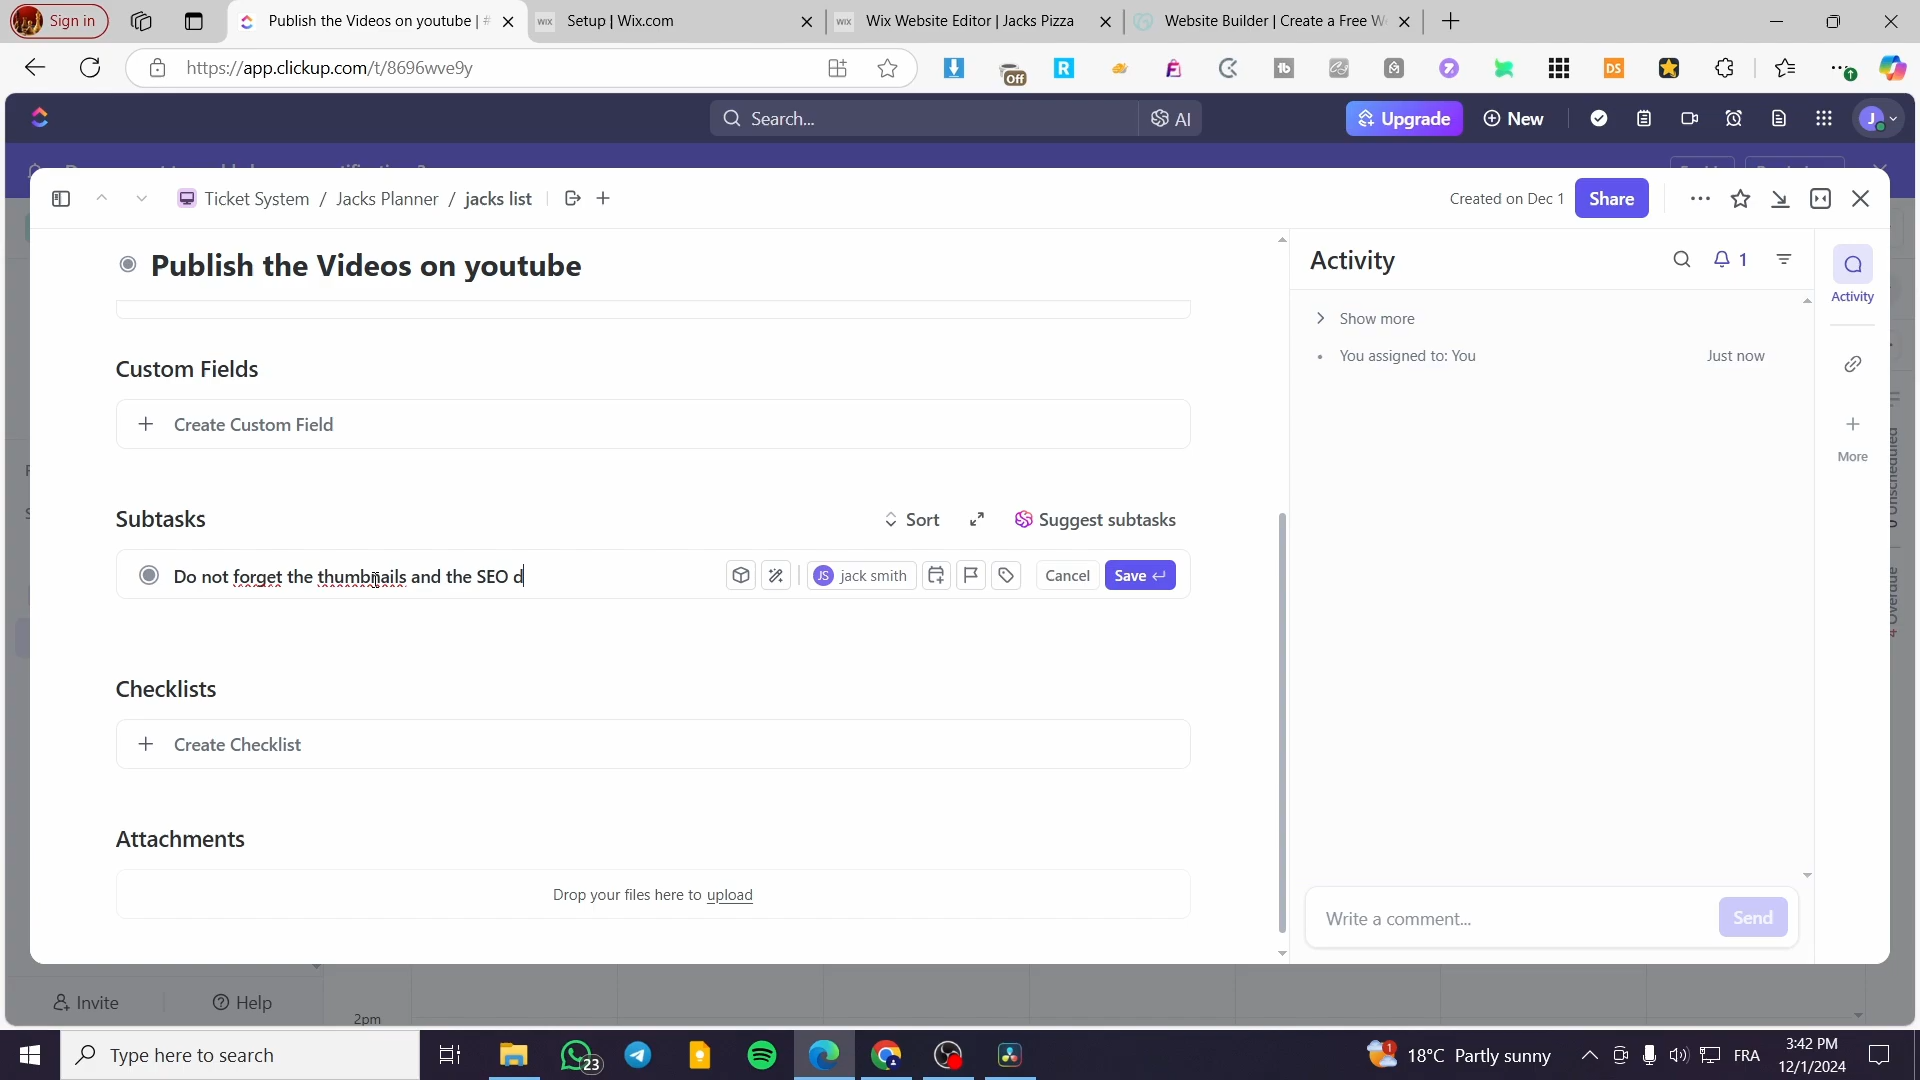 Sign in
Publish the Videos on youtube | #
Setup | Wix.com
Wix Website Editor | Jacks Pizza
Website Builder | Create a Free W
https://app.clickup.com/t/8696wve9y
Off
Search...
AI
Upgrade
New
Ticket System / Jacks Planner / jacks list
Created on Dec 1
Share
Publish the Videos on youtube
Activity
1
Activity
Show more
You assigned to: You
Just now
More
Custom Fields
Create Custom Field
Subtasks
Sort
Suggest subtasks
Do not forget the thumbnails and the SEO d
JS jack smith
Cancel
Save
Checklists
Create Checklist
Attachments
Drop your files here to upload
Write a comment...
Send
Invite
Help
2pm
Type here to search
23
18°C Partly sunny
FRA
3:42 PM
12/1/2024